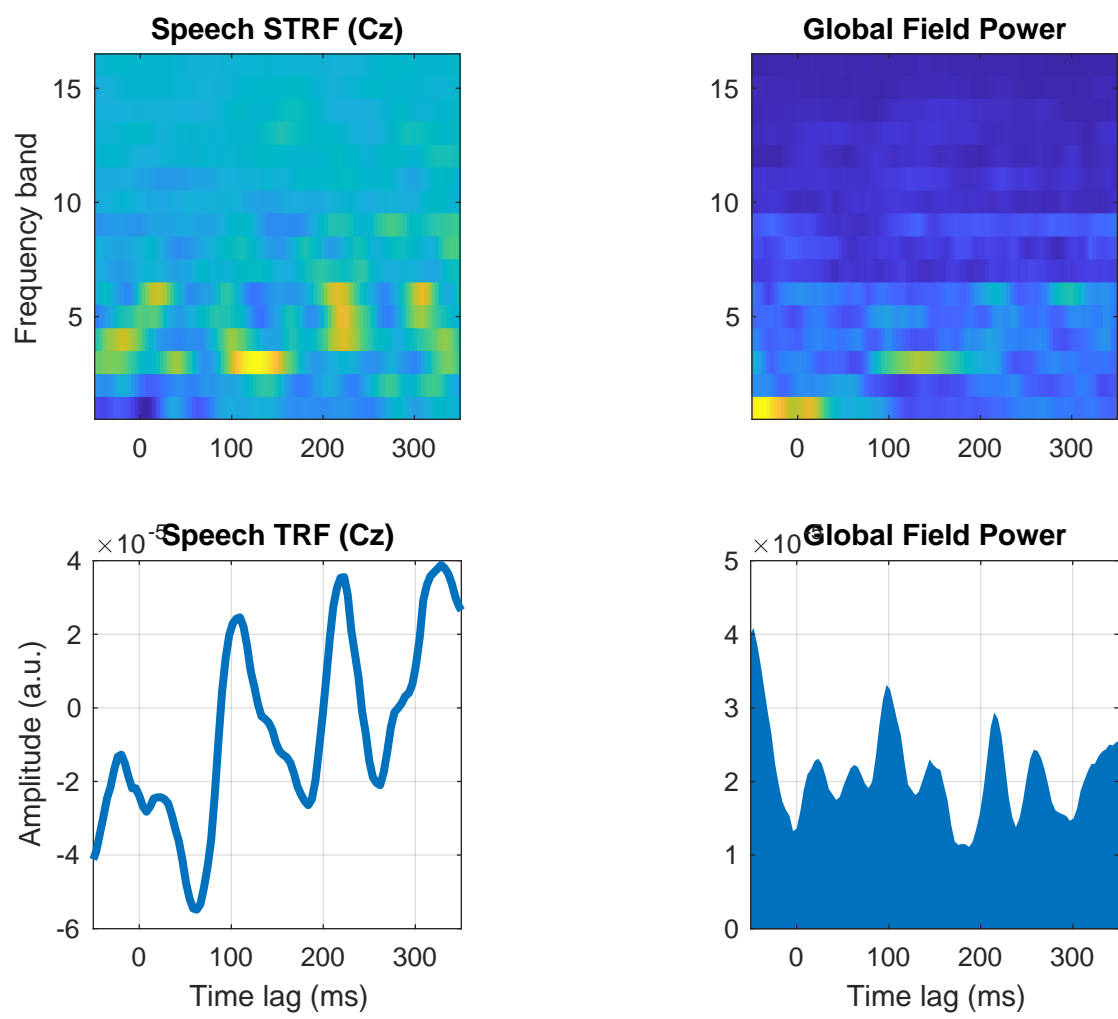 Speech STRF (Cz)
Frequency band
15
10
5
0 100 200 300
Global Field Power
15
10
5
0 100 200 300
Speech TRF (Cz)
×10⁻⁵
Amplitude (a.u.)
4
2
0
-2
-4
-6
0 100 200 300
Time lag (ms)
Global Field Power
×10⁻⁵
5
4
3
2
1
0
0 100 200 300
Time lag (ms)